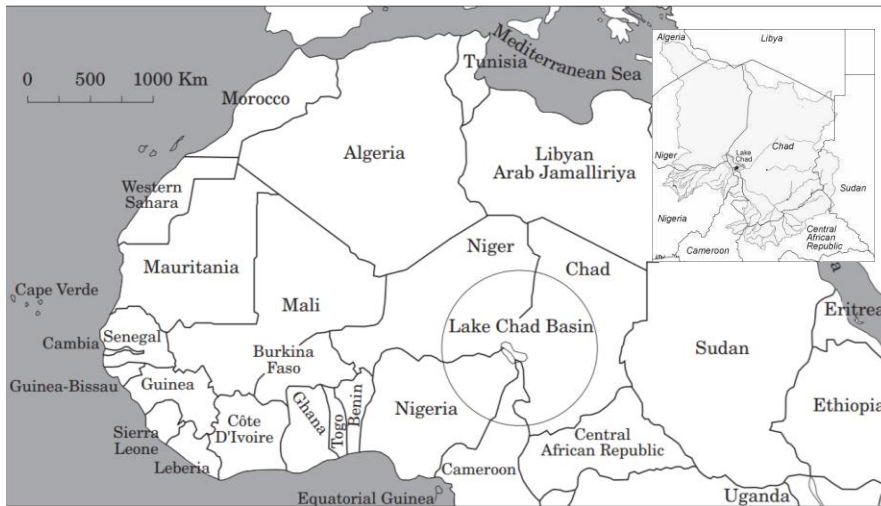 Mediterranean Sea
Tunisia
0 500 1000 Km
Morocco
Algeria
Libyan
Arab Jamalliriya
Western
Sahara
Mauritania
Niger
Chad
Mali
Cape Verde
Lake Chad Basin
Eritrea
Senegal
Cambia
Burkina
Faso
Sudan
Guinea-Bissau
Guinea
Ghana
Togo
Benin
Nigeria
Ethiopia
Côte
D'Ivoire
Sierra
Leone
Central
African Republic
Leberia
Cameroon
Equatorial Guinea
Uganda
Algeria
Libya
Lake
Chad
Chad
Niger
Sudan
Nigeria
Central
African
Republic
Cameroon